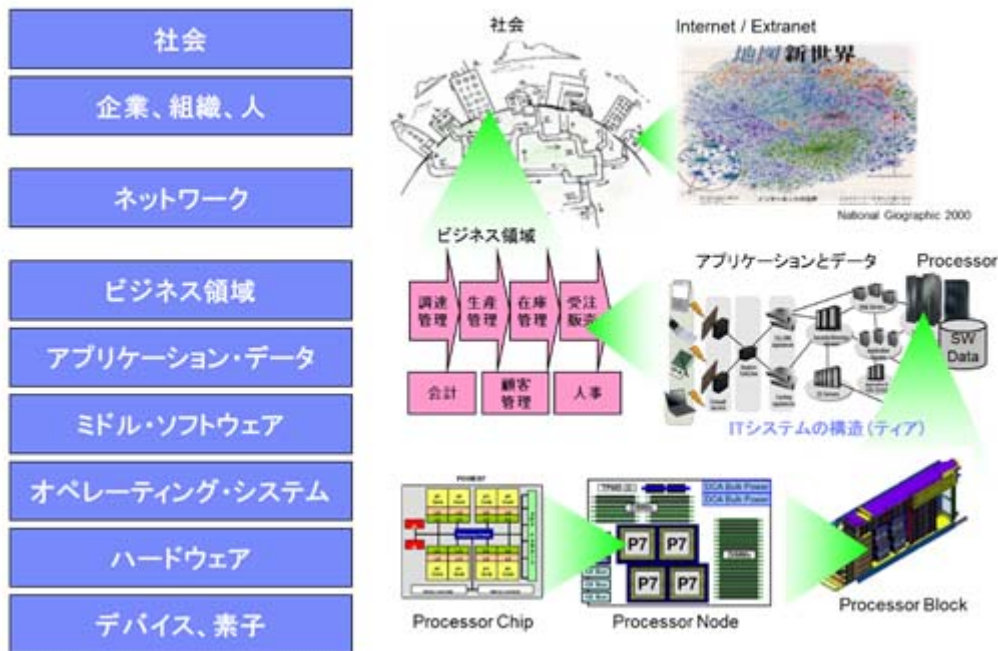 社会
企業、組織、人
ネットワーク
ビジネス領域
アプリケーション・データ
ミドル・ソフトウェア
オペレーティング・システム
ハードウェア
デバイス、素子
社会
Internet / Extranet
地図 新世界
National Giographic 2000
ビジネス領域
調達
管理
生産
管理
在庫
管理
受注
販売
会計
顧客
管理
人事
アプリケーションとデータ
Processor
SW
Data
ITシステムの構造(ティア)
POWER7
Processor Chip
DCA Bulk Power
DCA Bulk Power
P7
P7
P7
P7
Processor Node
Processor Block